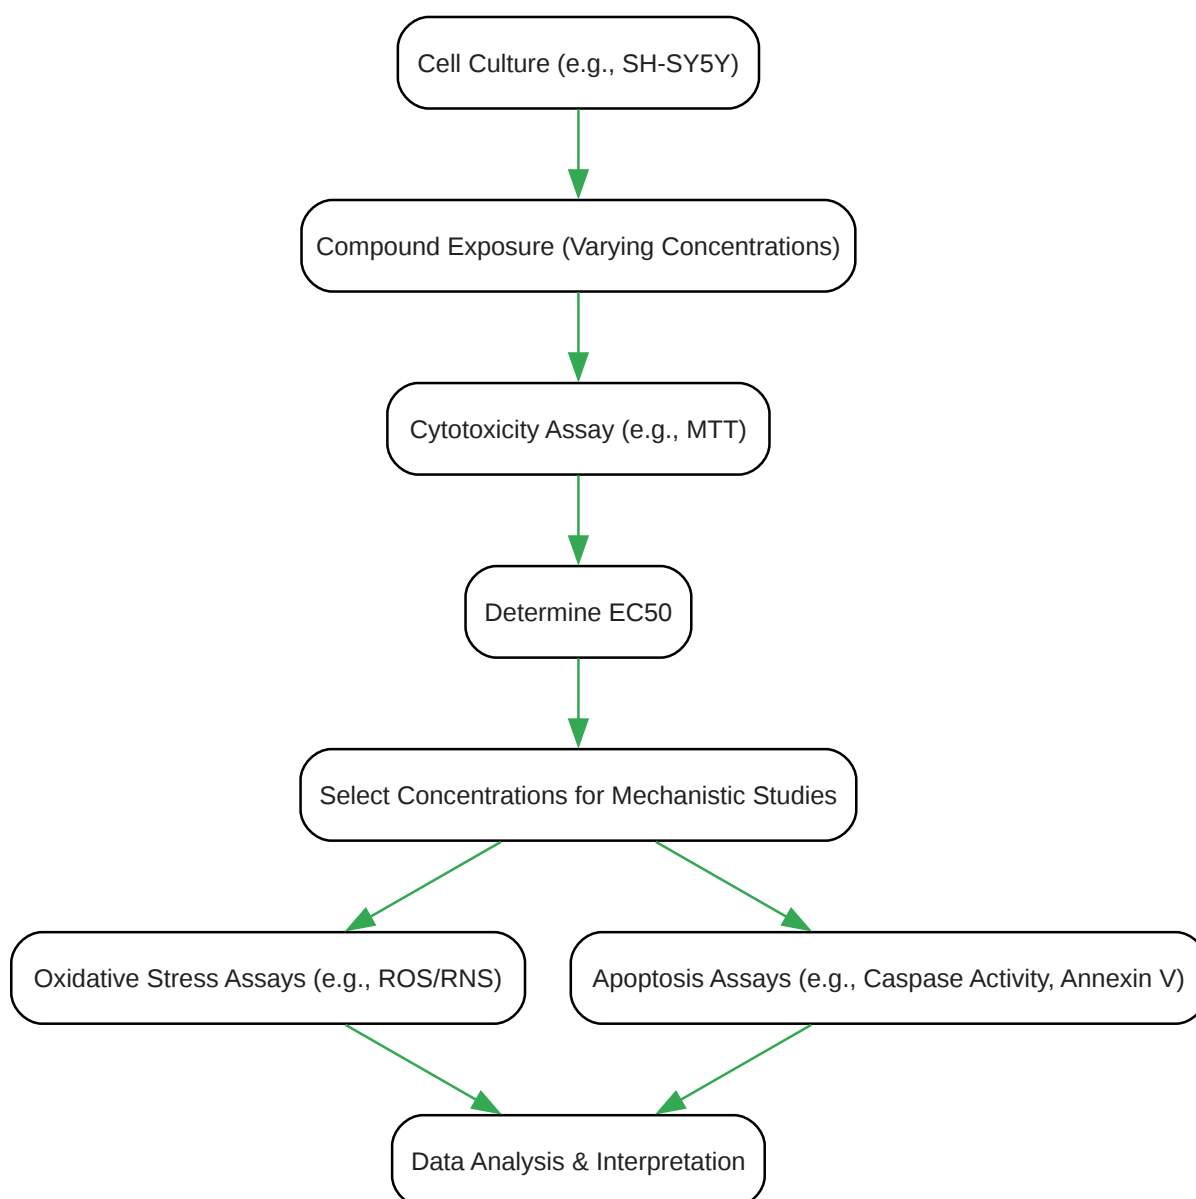 Cell Culture (e.g., SH-SY5Y)
Compound Exposure (Varying Concentrations)
Cytotoxicity Assay (e.g., MTT)
Determine EC50
Select Concentrations for Mechanistic Studies
Oxidative Stress Assays (e.g., ROS/RNS)
Apoptosis Assays (e.g., Caspase Activity, Annexin V)
Data Analysis & Interpretation